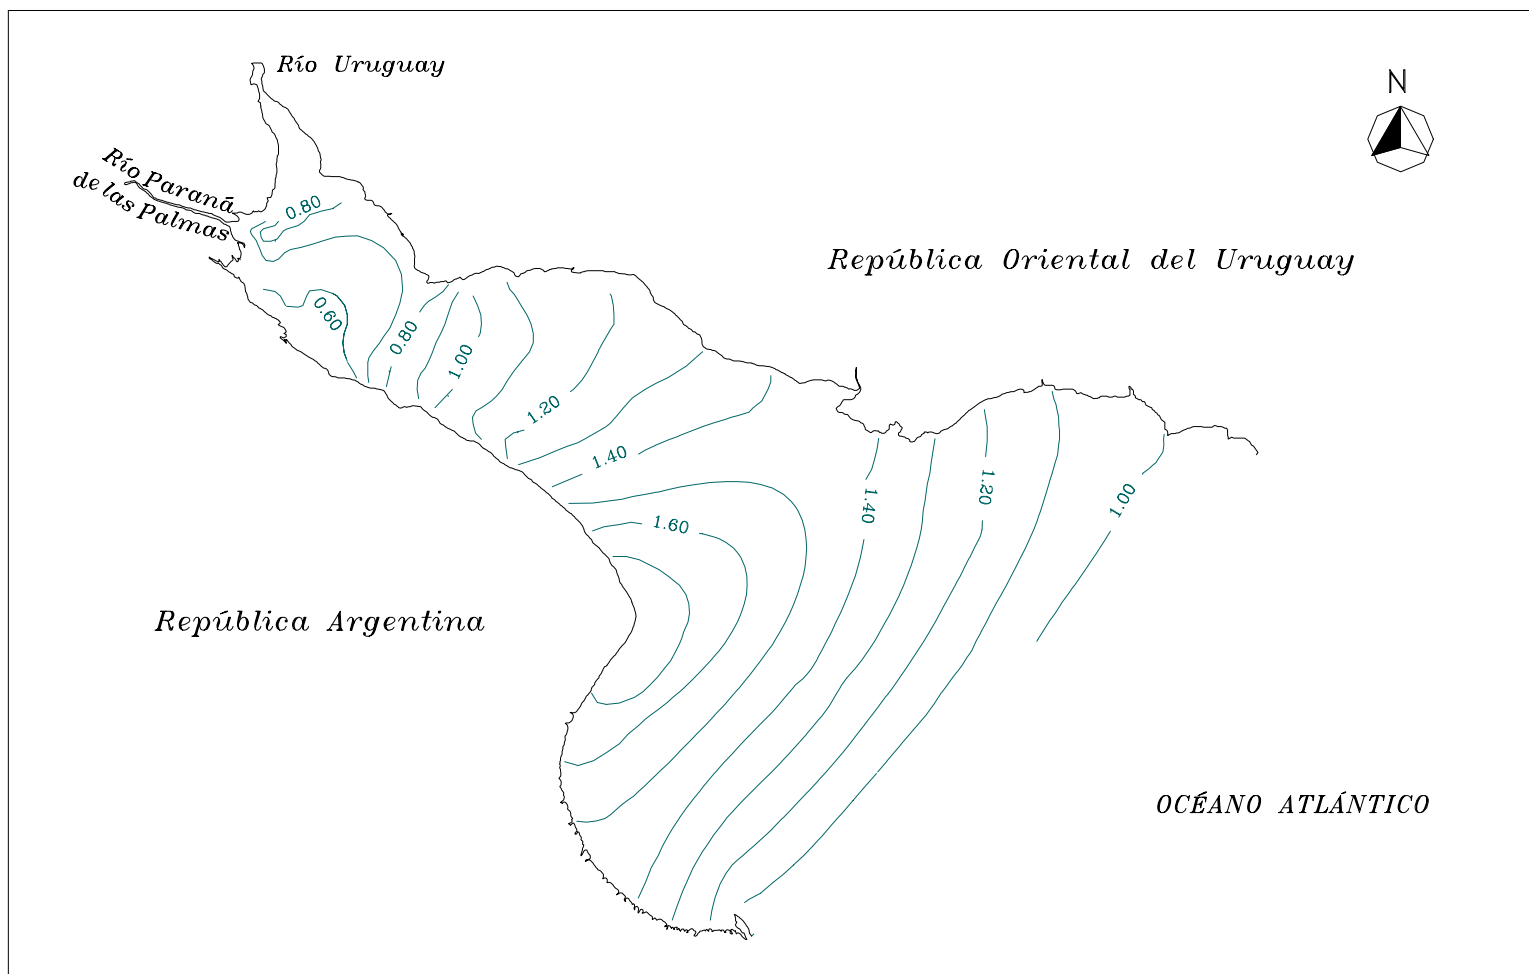 Río Uruguay
N
Río Paraná
de las Palmas
0.80
República Oriental del Uruguay
0.60
0.80
1.00
1.20
1.40
1.40
1.20
1.00
1.60
República Argentina
OCÉANO ATLÁNTICO